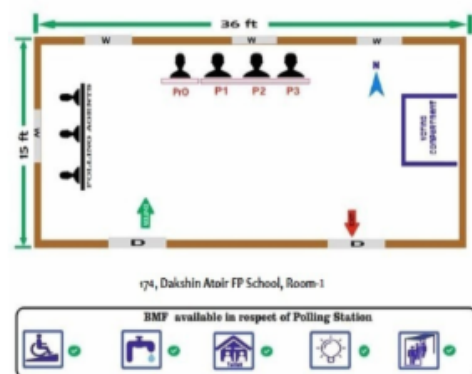 36 ft
W W W
N
PrO P1 P2 P3
W
15 ft
POLLING AGENTS
VOTING COMPARTMENT
D D
174, Dakshin Atoir FP School, Room-1
BMF available in respect of Polling Station
Toilet